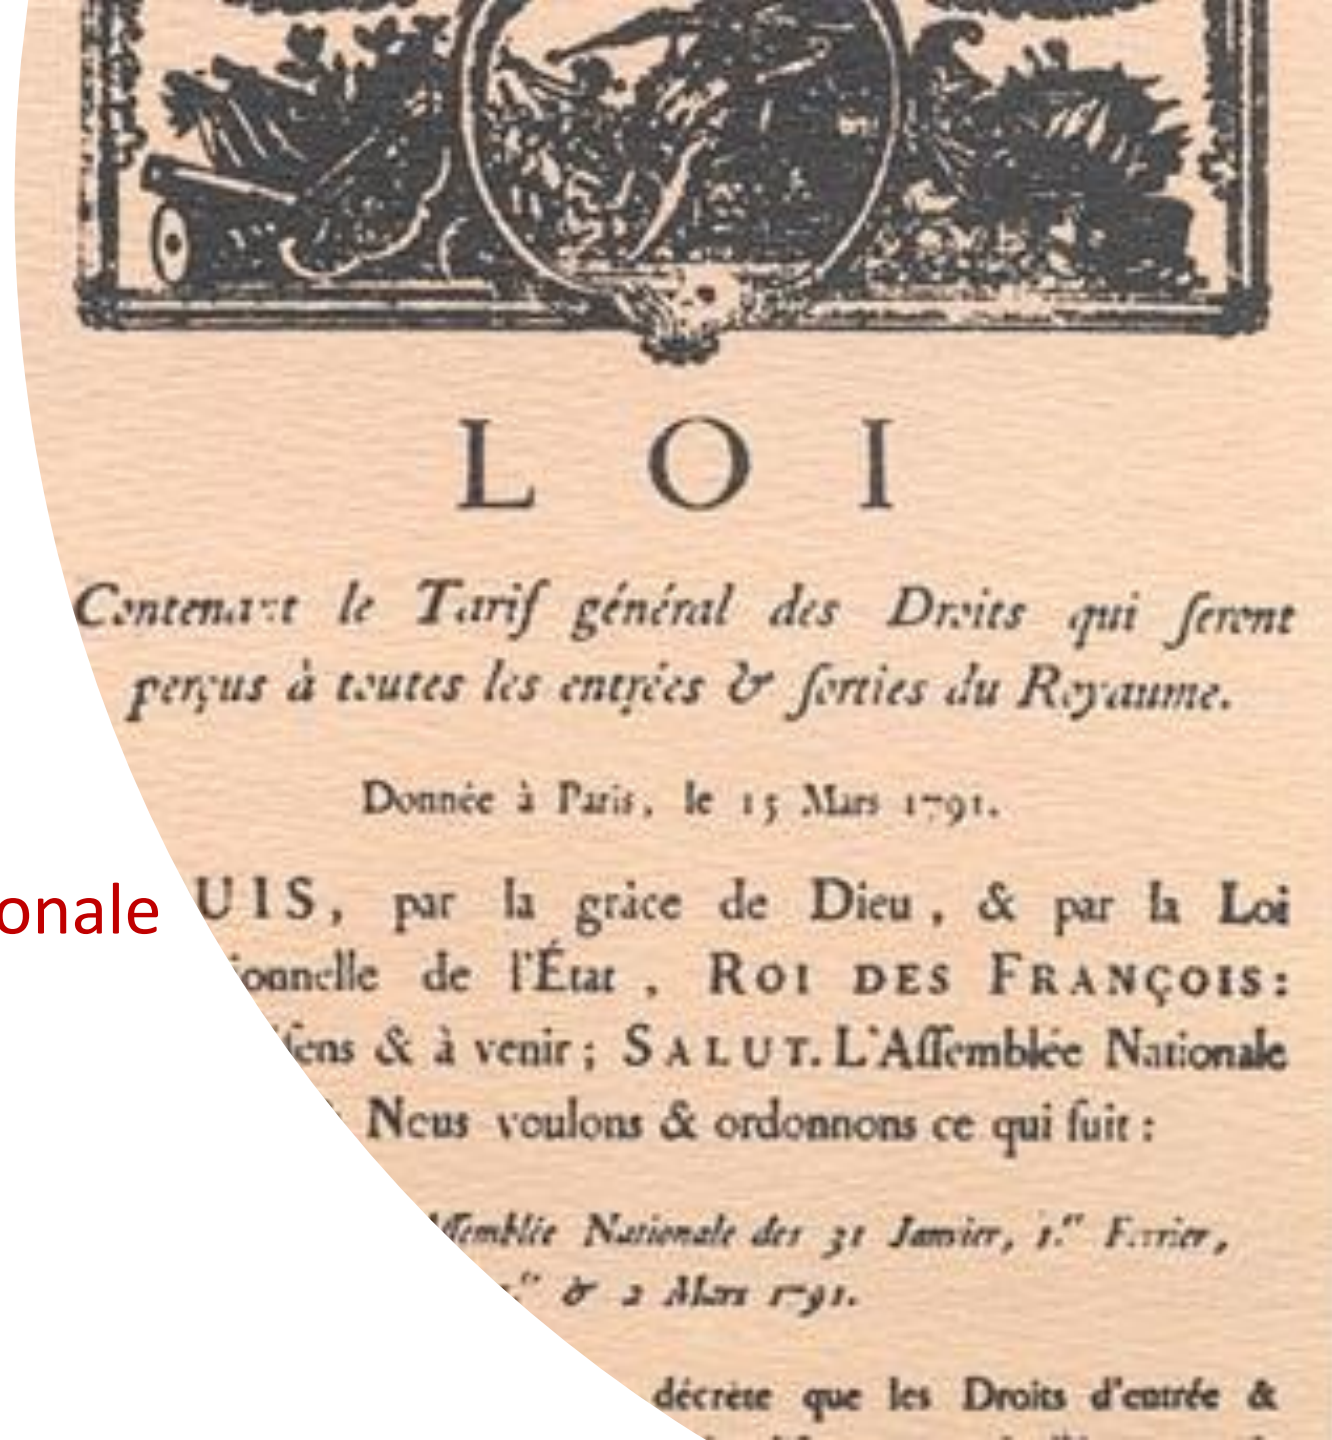 LOI
Contenant le Tarif général des Droits qui ſeront
perçus à toutes les entrées & ſorties du Royaume.
Donnée à Paris, le 15 Mars 1791.
UIS, par la grâce de Dieu, & par la Loi
onale
ionnelle de l'État, ROI DES FRANÇOIS:
ſens & à venir; SALUT. L'Aſſemblée Nationale
Nous voulons & ordonnons ce qui ſuit:
ſſemblée Nationale des 31 Janvier, 1.er Février,
& 2 Mars 1791.
décrète que les Droits d'entrée &